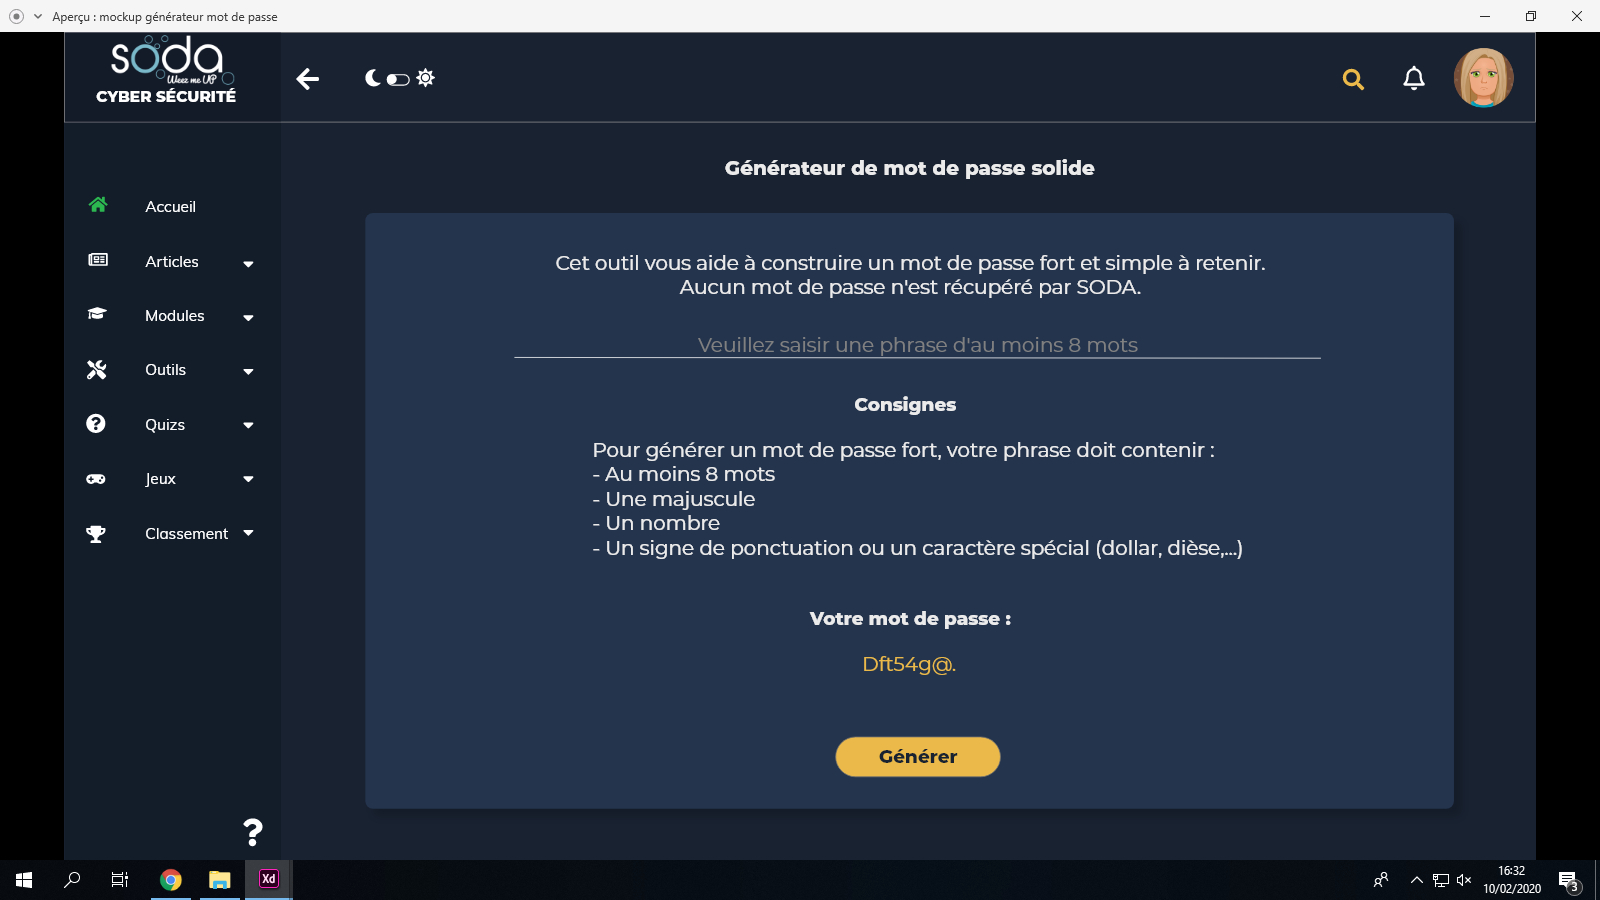 Aperçu : mockup générateur mot de passe
soda
Weez me UP
CYBER SÉCURITÉ
Générateur de mot de passe solide
Accueil
Articles
Modules
Outils
Quizs
Jeux
Classement
?
Cet outil vous aide à construire un mot de passe fort et simple à retenir.
Aucun mot de passe n'est récupéré par SODA.
Veuillez saisir une phrase d'au moins 8 mots
Consignes
Pour générer un mot de passe fort, votre phrase doit contenir :
- Au moins 8 mots
- Une majuscule
- Un nombre
- Un signe de ponctuation ou un caractère spécial (dollar, dièse,...)
Votre mot de passe :
Dft54g@.
Générer
Xd
16:32
10/02/2020
3